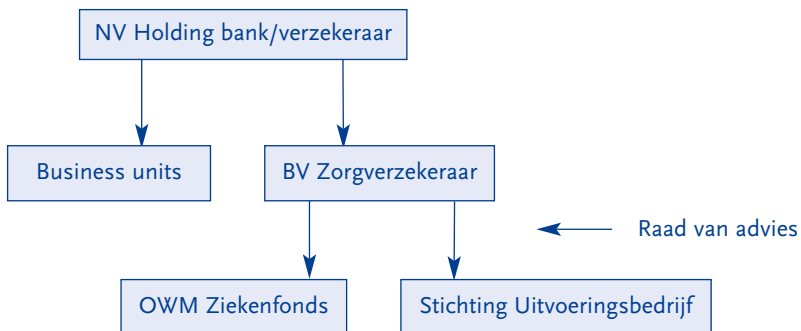 NV Holding bank/verzekeraar
Business units
BV Zorgverzekeraar
Raad van advies
OWM Ziekenfonds
Stichting Uitvoeringsbedrijf